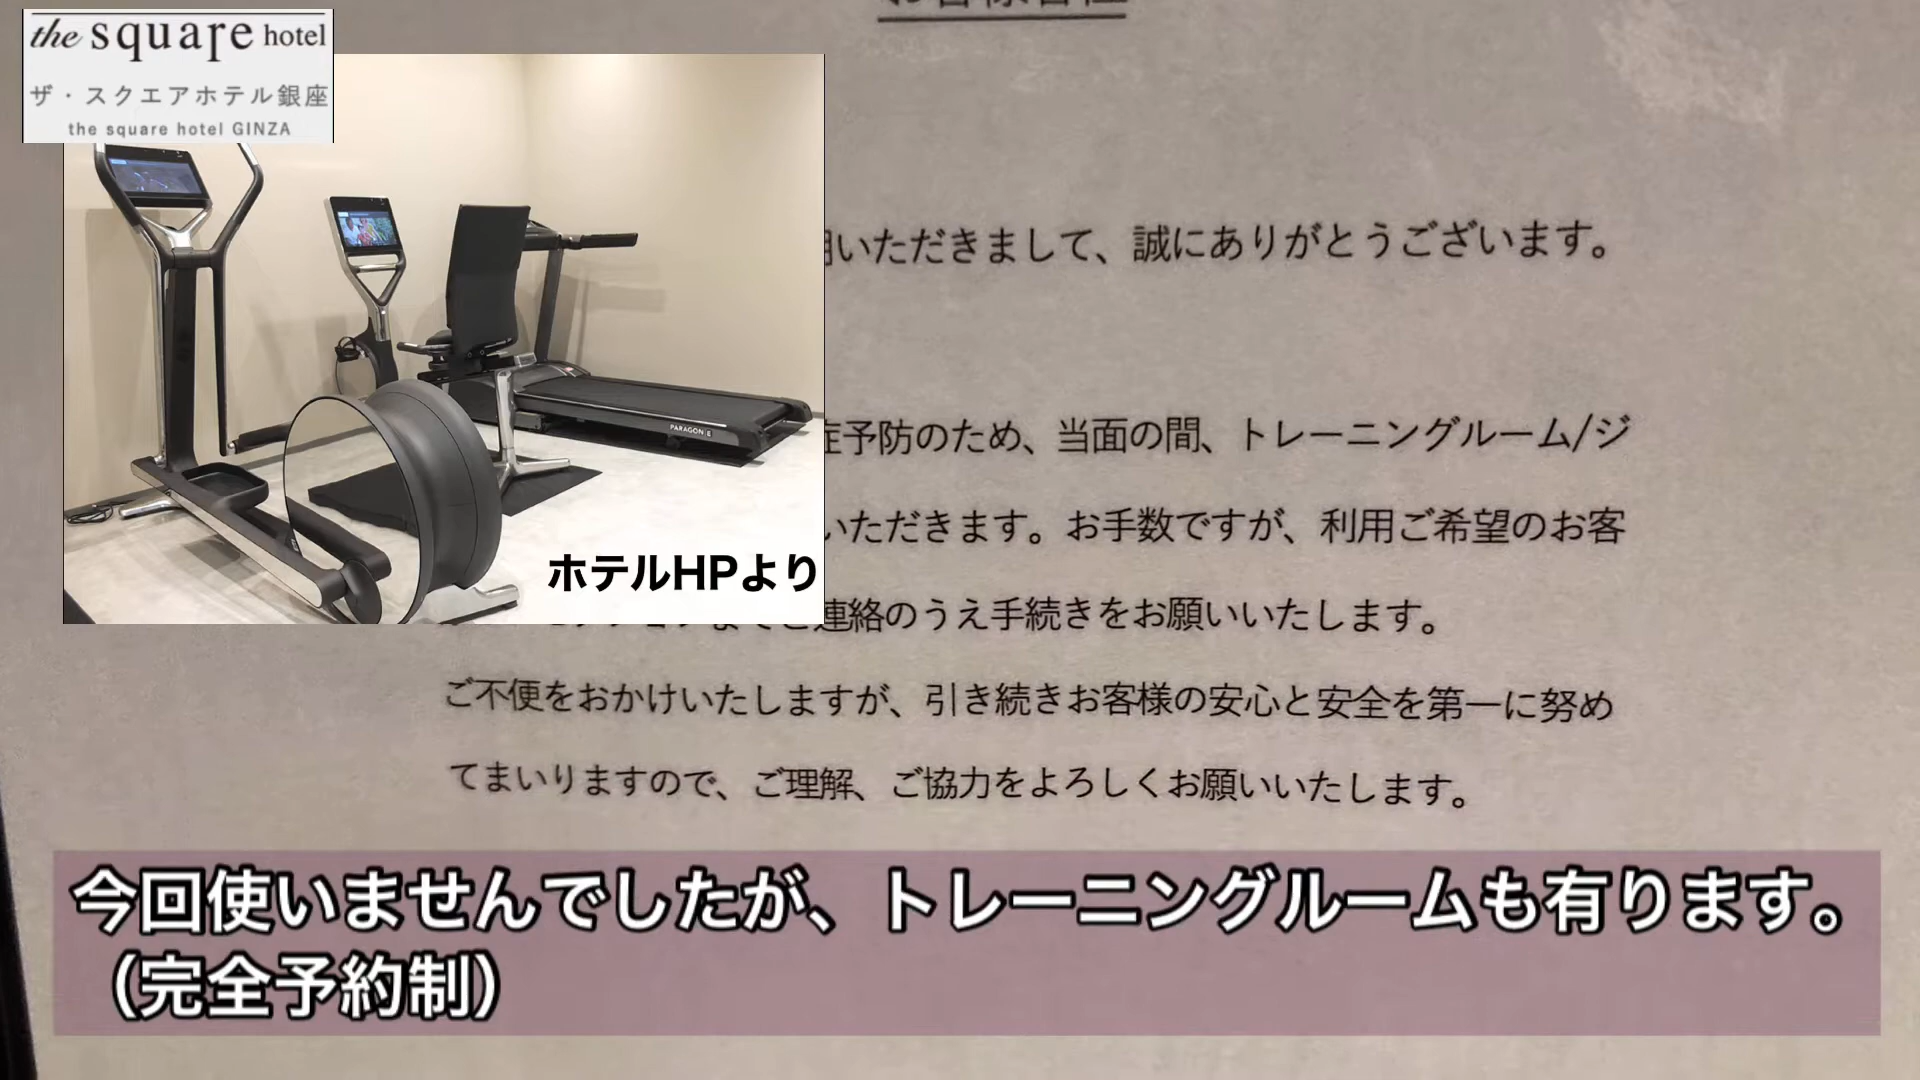 the square hotel
ザ・スクエアホテル銀座
the square hotel GINZA
いただきまして、誠にありがとうございます。
予防のため、当面の間、トレーニングルーム/ジ
いただきます。お手数ですが、利用ご希望のお客
連絡のうえ手続きをお願いいたします。
ご不便をおかけいたしますが、引き続きお客様の安心と安全を第一に努め
てまいりますので、ご理解、ご協力をよろしくお願いいたします。
PARAGON E
ホテルHPより
今回使いませんでしたが、トレーニングルームも有ります。
（完全予約制）